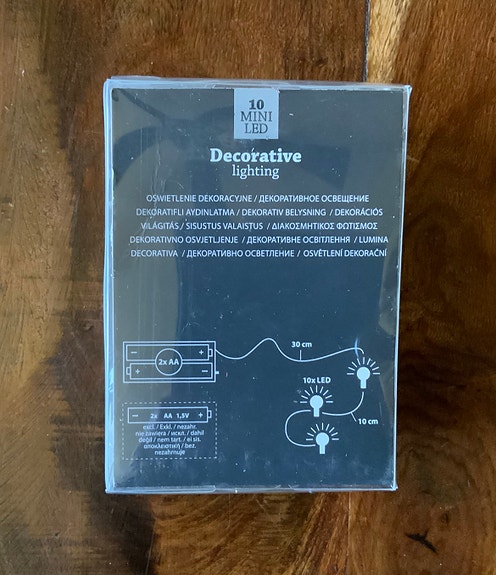 10
MINI
LED
Decorative
lighting
OŚWIETLENIE DEKORACYJNE / ДЕКОРАТИВНОЕ ОСВЕЩЕНИЕ
DEKORATIFLI AYDINLATMA / DEKORATIV BELYSNING / DEKORÁCIÓS
VILÁGITÁS / SISUSTUS VALAISTUS / ΔΙΑΚΟΣΜΗΤΙΚΟΣ ΦΩΤΙΣΜΟΣ
DEKORATIVNO OSVJETLJENJE / ДЕКОРАТИВНЕ ОСВІТЛЕННЯ / LUMINA
DECORATIVA / ДЕКОРАТИВНО ОСВЕТЛЕНИЕ / OSVĚTLENÍ DEKORAČNÍ
30 cm
- +
2x AA
+ -
10x LED
10 cm
- 2x AA 1,5V +
excl. / Exkl. / nezahr.
nie zawiera / искл. / dahil
değil / nem tart. / ei sis.
αποκλειστική / bez.
nezahrnuje